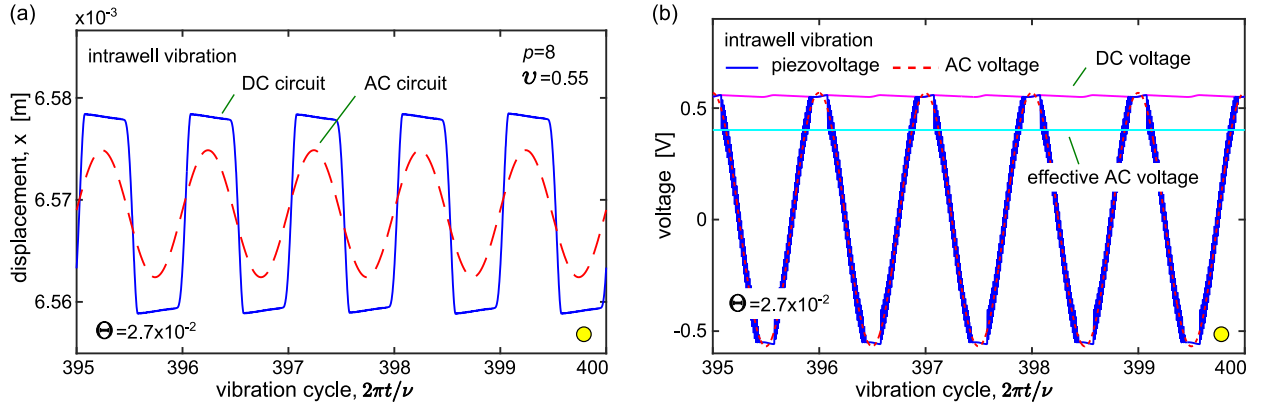 (a)
x10⁻³
intrawell vibration
p=8
DC circuit
AC circuit
𝛖=0.55
6.58
6.57
6.56
displacement, x [m]
Θ=2.7x10⁻²
395
396
397
398
399
400
vibration cycle, 2πt/ν
(b)
intrawell vibration
DC voltage
piezovoltage
AC voltage
0.5
0
-0.5
voltage [V]
effective AC voltage
Θ=2.7x10⁻²
395
396
397
398
399
400
vibration cycle, 2πt/ν